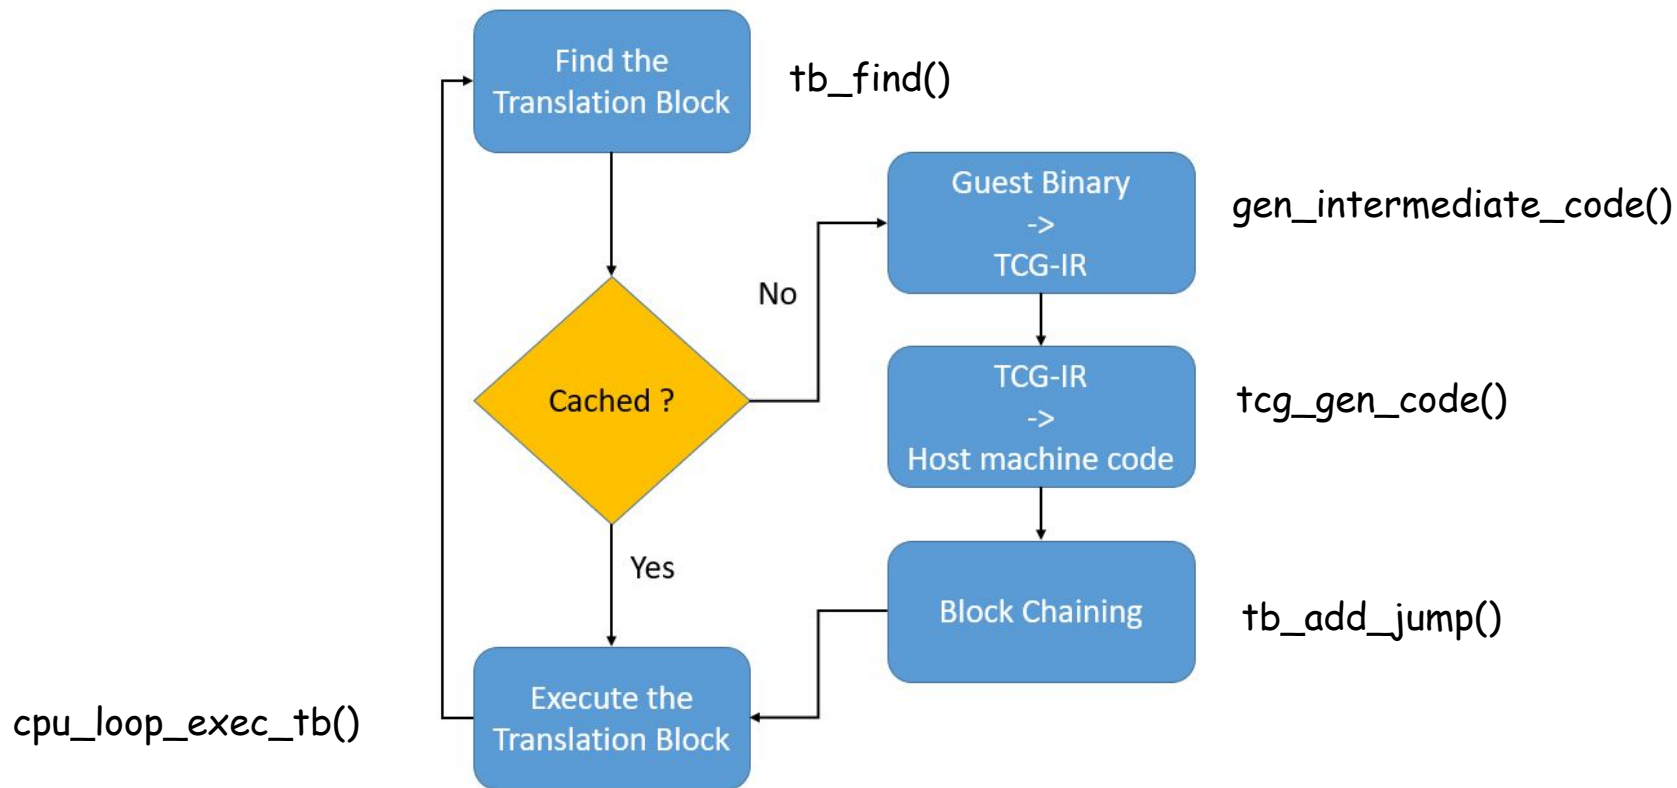 Find the
Translation Block
tb_find()
Guest Binary
->
TCG-IR
gen_intermediate_code()
No
Cached ?
TCG-IR
->
Host machine code
tcg_gen_code()
Yes
Block Chaining
tb_add_jump()
Execute the
Translation Block
cpu_loop_exec_tb()